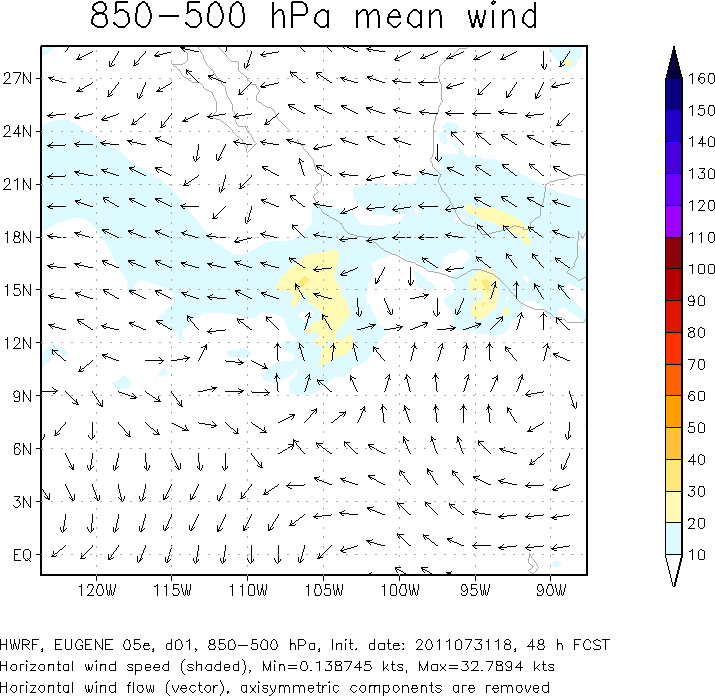 850−500 hPa mean wind
27N
24N
21N
18N
15N
12N
9N
6N
3N
EQ
120W 115W 110W 105W 100W 95W 90W
160
150
140
130
120
110
100
90
80
70
60
50
40
30
20
10
HWRF, EUGENE 05e, d01, 850−500 hPa, Init. date: 2011073118, 48 h FCST
Horizontal wind speed (shaded), Min=0.138745 kts, Max=32.7894 kts
Horizontal wind flow (vector), axisymmetric components are removed